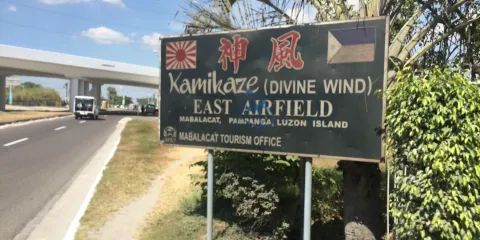 神風
KAMIKAZE (DIVINE WIND)
EAST AIRFIELD
MABALACAT, PAMPANGA, LUZON ISLAND
MABALACAT TOURISM OFFICE